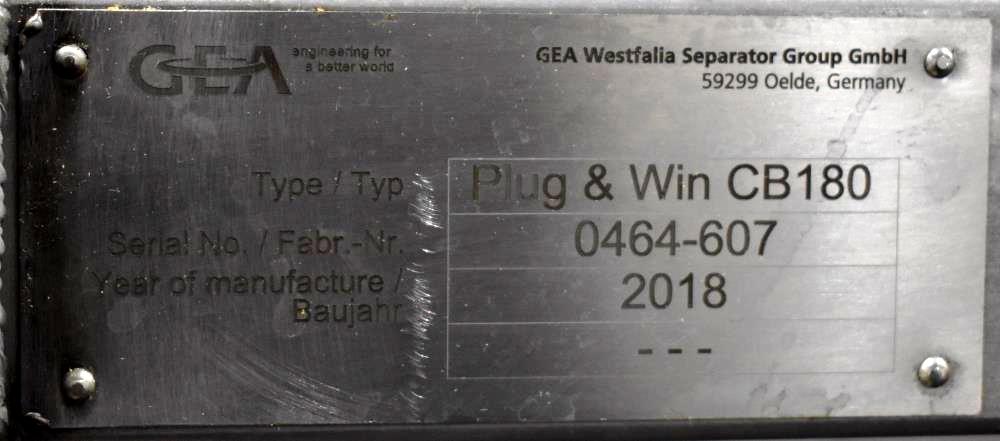 GEA engineering for
a better world
GEA Westfalia Separator Group GmbH
59299 Oelde, Germany
Type / Typ Plug & Win CB180
Serial No. / Fabr.-Nr. 0464-607
Year of manufacture / 2018
Baujahr
- - -